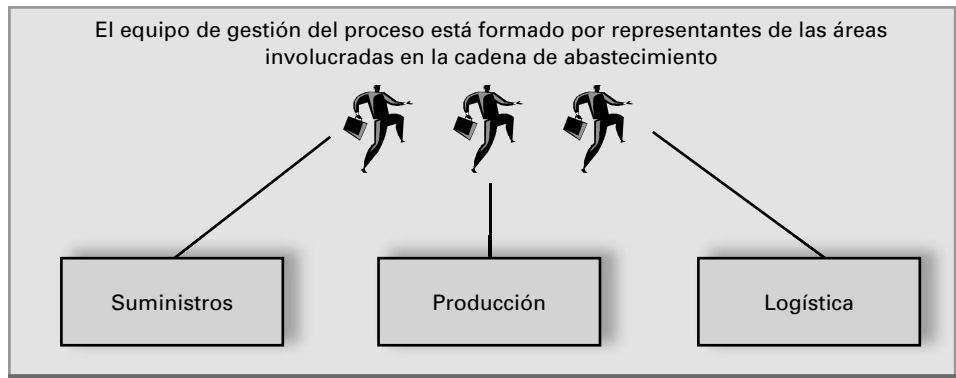 El equipo de gestión del proceso está formado por representantes de las áreas
involucradas en la cadena de abastecimiento
Suministros
Producción
Logística